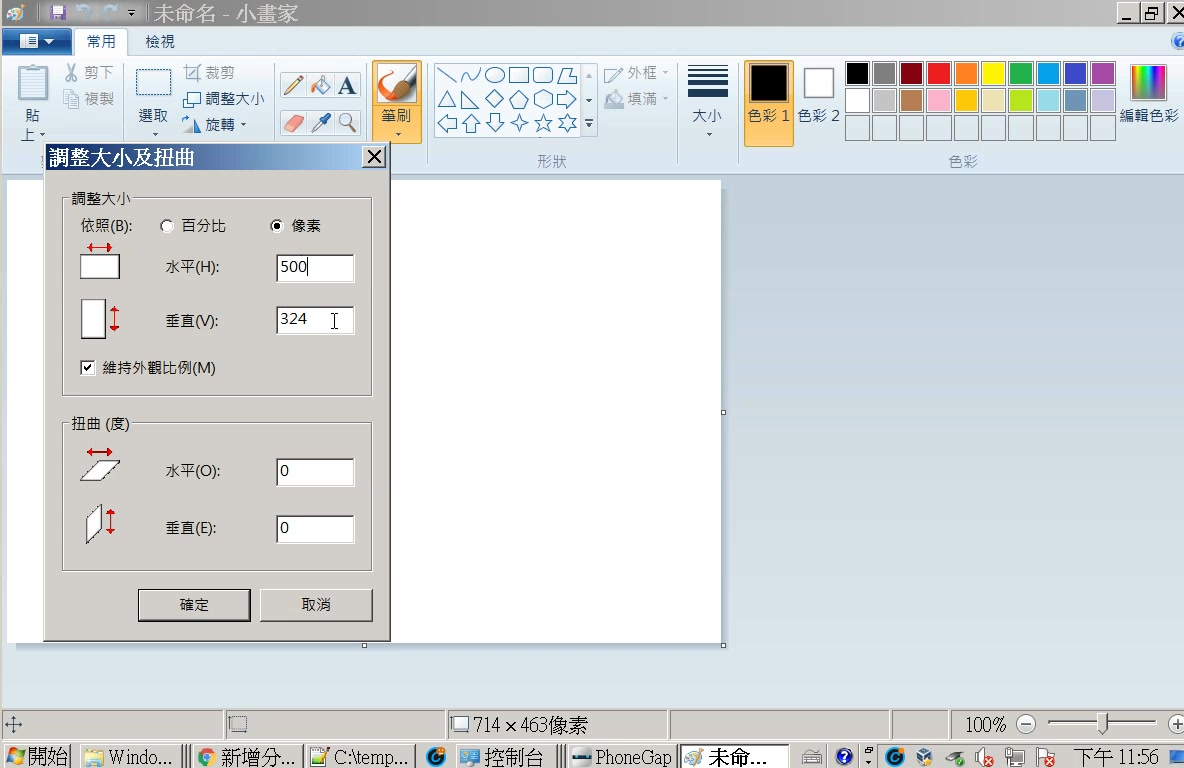 未命名 - 小畫家
常用 檢視
貼上
剪下
複製
選取
裁剪
調整大小
旋轉
A
筆刷
外框
填滿
形狀
大小
色彩 1
色彩 2
編輯色彩
色彩
調整大小及扭曲
調整大小
依照(B): 百分比 像素
水平(H): 500
垂直(V): 324
維持外觀比例(M)
扭曲 (度)
水平(O): 0
垂直(E): 0
確定 取消
714 × 463像素 100%
開始 Windo... 新增分... C:\temp... 控制台 PhoneGap 未命... 下午 11:56